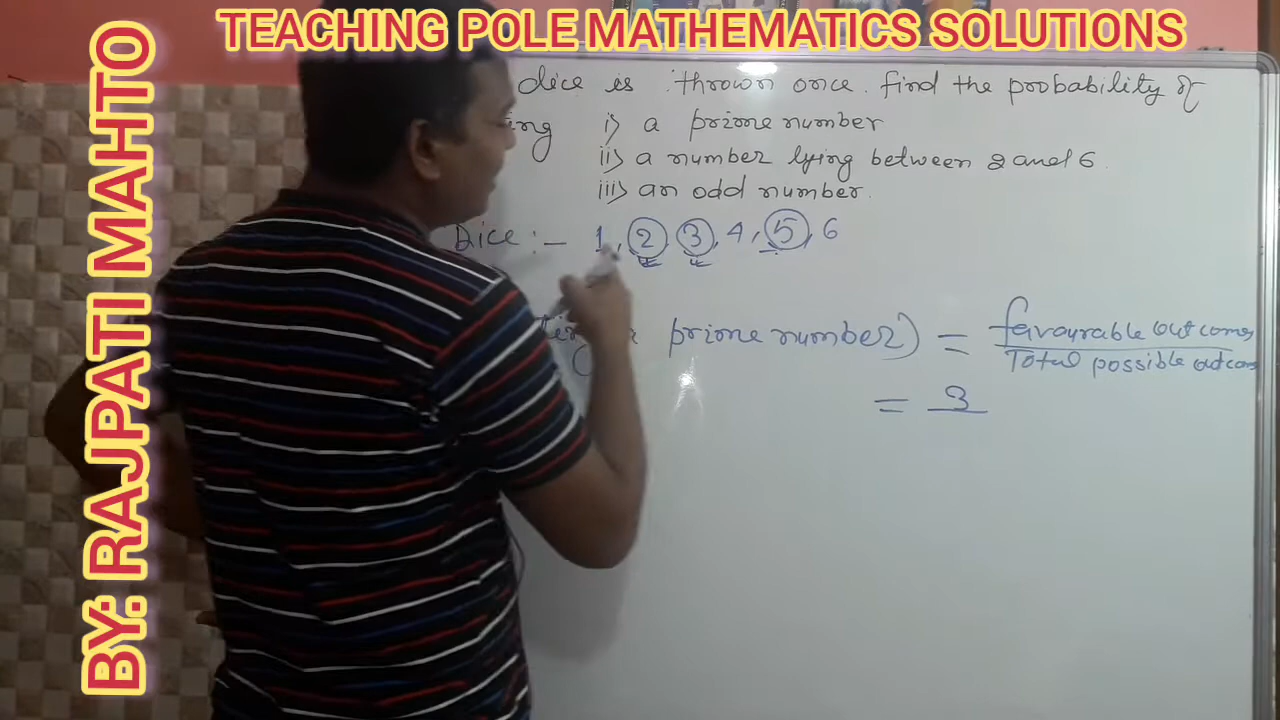 TEACHING POLE MATHEMATICS SOLUTIONS
BY: RAJPATI MAHTO
dice is thrown once. find the probability of
ing i) a prime number
ii) a number lying between 2 and 6.
iii) an odd number.
Dice :- 1, 2, 3, 4, 5, 6
prime number) = favourable outcomes
Total possible outcom
= 3